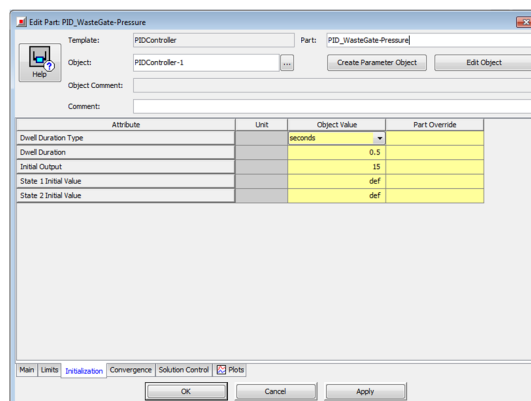 Edit Part: PID_WasteGate-Pressure
Template: PIDController Part: PID_WasteGate-Pressure
Help
Object: PIDController-1 ... Create Parameter Object Edit Object
Object Comment:
Comment:
Attribute Unit Object Value Part Override
Dwell Duration Type seconds
Dwell Duration 0.5
Initial Output 15
State 1 Initial Value def
State 2 Initial Value def
Main Limits Initialization Convergence Solution Control Plots
OK Cancel Apply